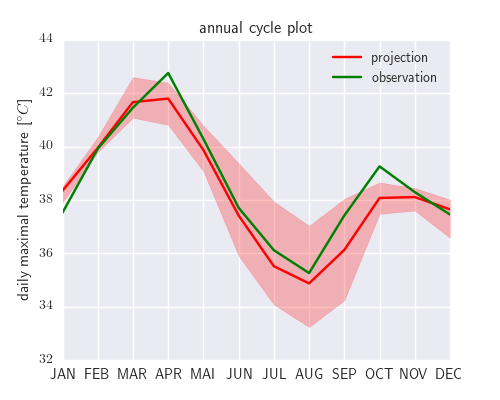 annual cycle plot
projection
observation
daily maximal temperature [°C]
44
42
40
38
36
34
32
JAN FEB MAR APR MAI JUN JUL AUG SEP OCT NOV DEC